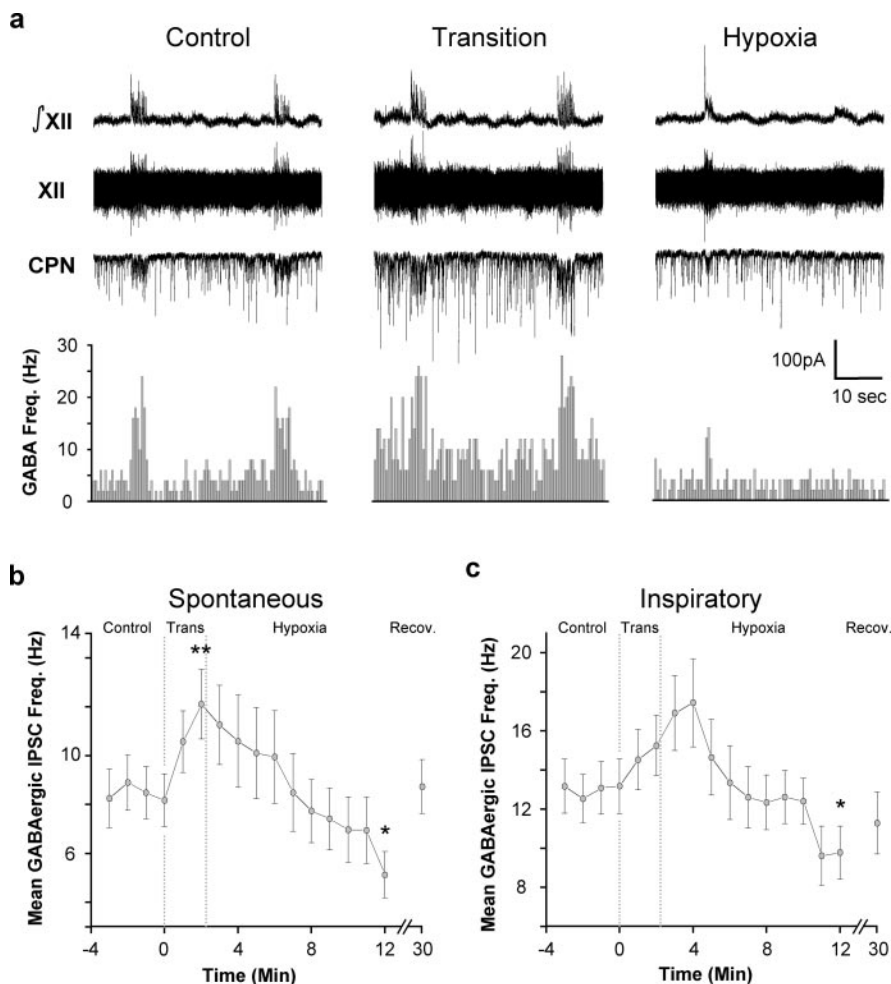 a
Control Transition Hypoxia
∫XII
XII
CPN
30
20
10
0
GABA Freq. (Hz)
100pA
10 sec
b
Spontaneous
Control Trans Hypoxia Recov.
**
*
14
10
6
Mean GABAergic IPSC Freq. (Hz)
-4 0 4 8 12 30
Time (Min)
c
Inspiratory
Control Trans Hypoxia Recov.
*
20
16
12
8
Mean GABAergic IPSC Freq. (Hz)
-4 0 4 8 12 30
Time (Min)